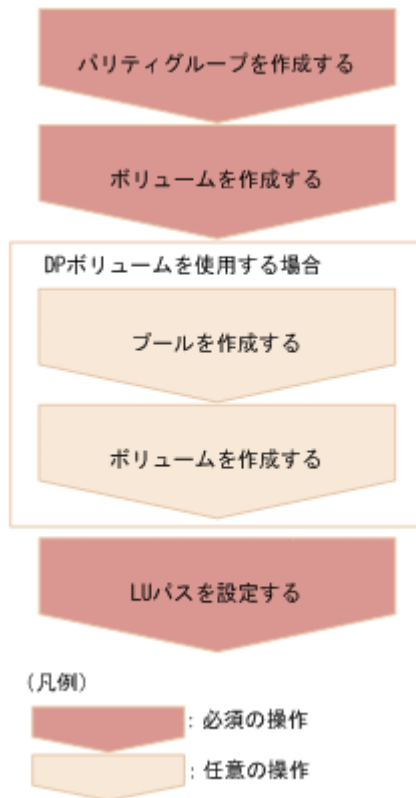 パリティグループを作成する
ボリュームを作成する
DPボリュームを使用する場合
プールを作成する
ボリュームを作成する
LUパスを設定する
(凡例)
: 必須の操作
: 任意の操作